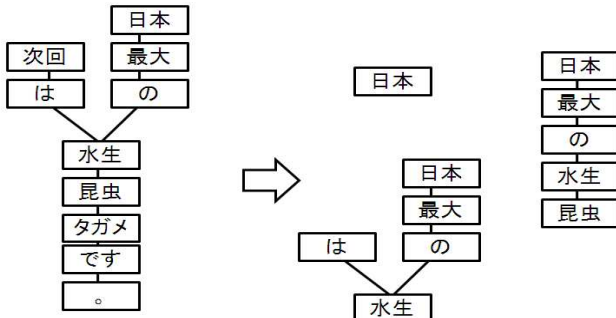 日本
次回
最大
は
の
水生
昆虫
タガメ
です
。
日本
日本
最大
は
の
水生
日本
最大
の
水生
昆虫